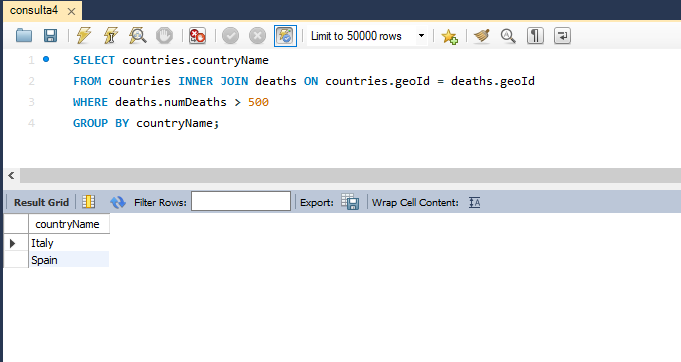 consulta4
Limit to 50000 rows
1 SELECT countries.countryName
2 FROM countries INNER JOIN deaths ON countries.geoId = deaths.geoId
3 WHERE deaths.numDeaths > 500
4 GROUP BY countryName;
Result Grid Filter Rows: Export: Wrap Cell Content:
countryName
Italy
Spain